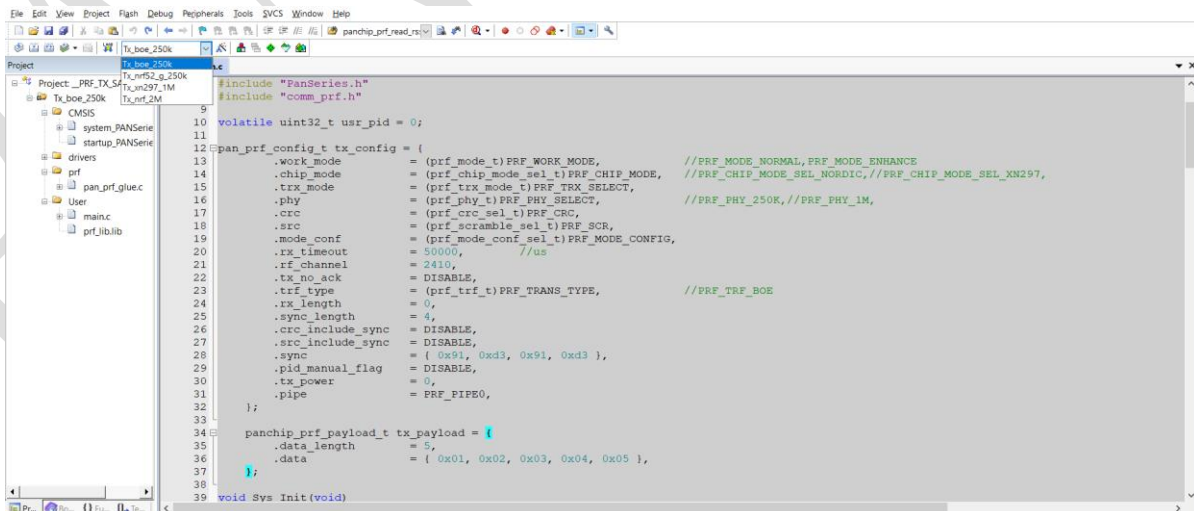 File Edit View Project Flash Debug Peripherals Tools SVCS Window Help
panchip_prf_read_rs
Tx_boe_250k
Project
.c
Tx_boe_250k
Tx_nrf52_g_250k
Tx_xn297_1M
Tx_nrf_2M
Project: __PRF_TX_SA
Tx_boe_250k
CMSIS
system_PANSerie
startup_PANSerie
drivers
prf
pan_prf_glue.c
User
main.c
prf_lib.lib
#include "PanSeries.h"
#include "comm_prf.h"
9
10 volatile uint32_t usr_pid = 0;
11
12 pan_prf_config_t tx_config = {
13 .work_mode = (prf_mode_t)PRF_WORK_MODE, //PRF_MODE_NORMAL,PRF_MODE_ENHANCE
14 .chip_mode = (prf_chip_mode_sel_t)PRF_CHIP_MODE, //PRF_CHIP_MODE_SEL_NORDIC,//PRF_CHIP_MODE_SEL_XN297,
15 .trx_mode = (prf_trx_mode_t)PRF_TRX_SELECT,
16 .phy = (prf_phy_t)PRF_PHY_SELECT, //PRF_PHY_250K,//PRF_PHY_1M,
17 .crc = (prf_crc_sel_t)PRF_CRC,
18 .src = (prf_scramble_sel_t)PRF_SCR,
19 .mode_conf = (prf_mode_conf_sel_t)PRF_MODE_CONFIG,
20 .rx_timeout = 50000, //us
21 .rf_channel = 2410,
22 .tx_no_ack = DISABLE,
23 .trf_type = (prf_trf_t)PRF_TRANS_TYPE, //PRF_TRF_BOE
24 .rx_length = 0,
25 .sync_length = 4,
26 .crc_include_sync = DISABLE,
27 .src_include_sync = DISABLE,
28 .sync = { 0x91, 0xd3, 0x91, 0xd3 },
29 .pid_manual_flag = DISABLE,
30 .tx_power = 0,
31 .pipe = PRF_PIPE0,
32 };
33
34 panchip_prf_payload_t tx_payload = {
35 .data_length = 5,
36 .data = { 0x01, 0x02, 0x03, 0x04, 0x05 },
37 };
38
39 void Sys_Init(void)
Pr... Bo... {} Fu... Te...